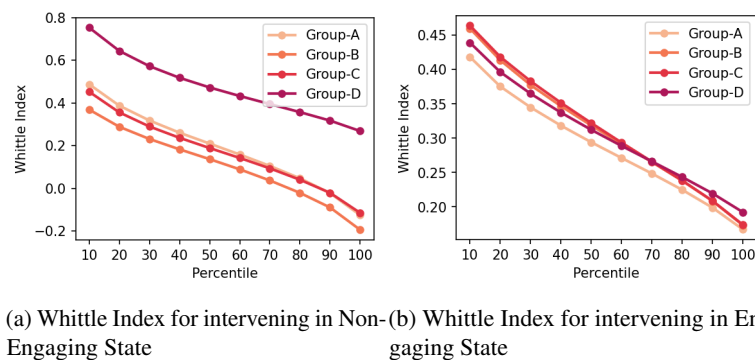 0.8
0.6
0.4
0.2
0.0
−0.2
Whittle Index
Group-A
Group-B
Group-C
Group-D
10 20 30 40 50 60 70 80 90 100
Percentile
0.45
0.40
0.35
0.30
0.25
0.20
Whittle Index
Group-A
Group-B
Group-C
Group-D
10 20 30 40 50 60 70 80 90 100
Percentile
(a) Whittle Index for intervening in Non-
Engaging State
(b) Whittle Index for intervening in En
gaging State